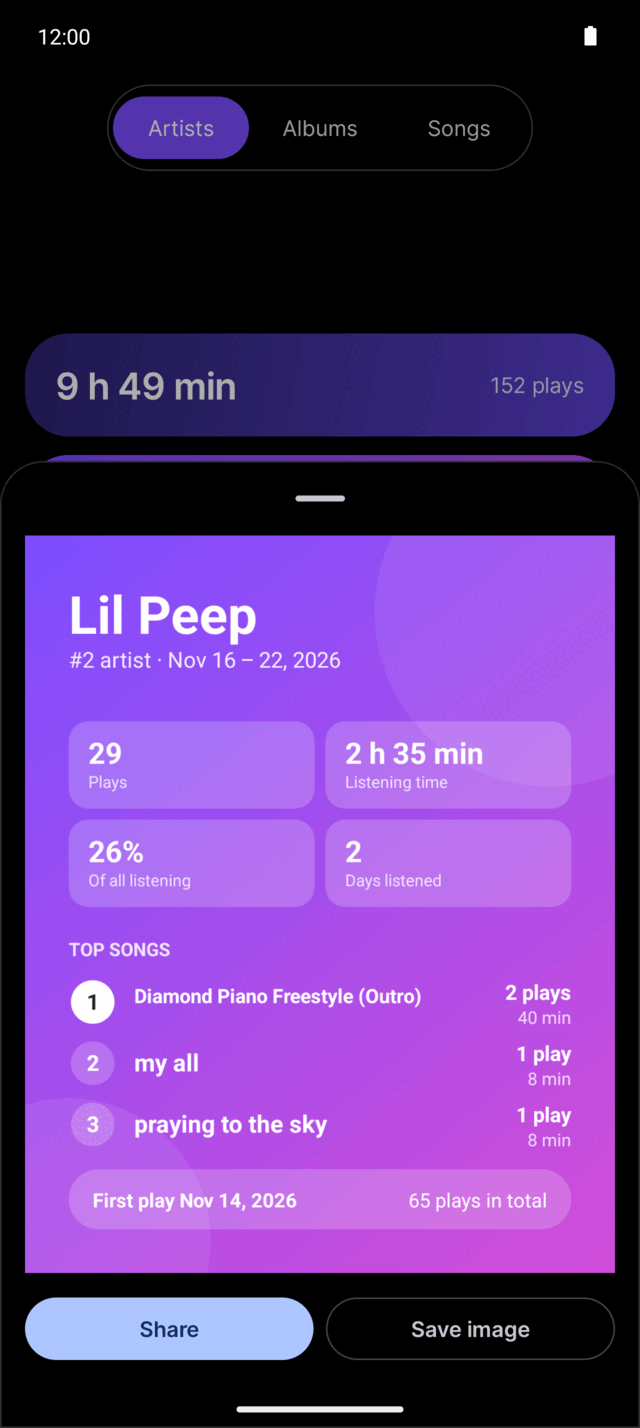 12:00
Artists Albums Songs
9 h 49 min 152 plays
Lil Peep
#2 artist · Nov 16 – 22, 2026
29 2 h 35 min
Plays Listening time
26% 2
Of all listening Days listened
TOP SONGS
1 Diamond Piano Freestyle (Outro) 2 plays
40 min
2 my all 1 play
8 min
3 praying to the sky 1 play
8 min
First play Nov 14, 2026 65 plays in total
Share Save image